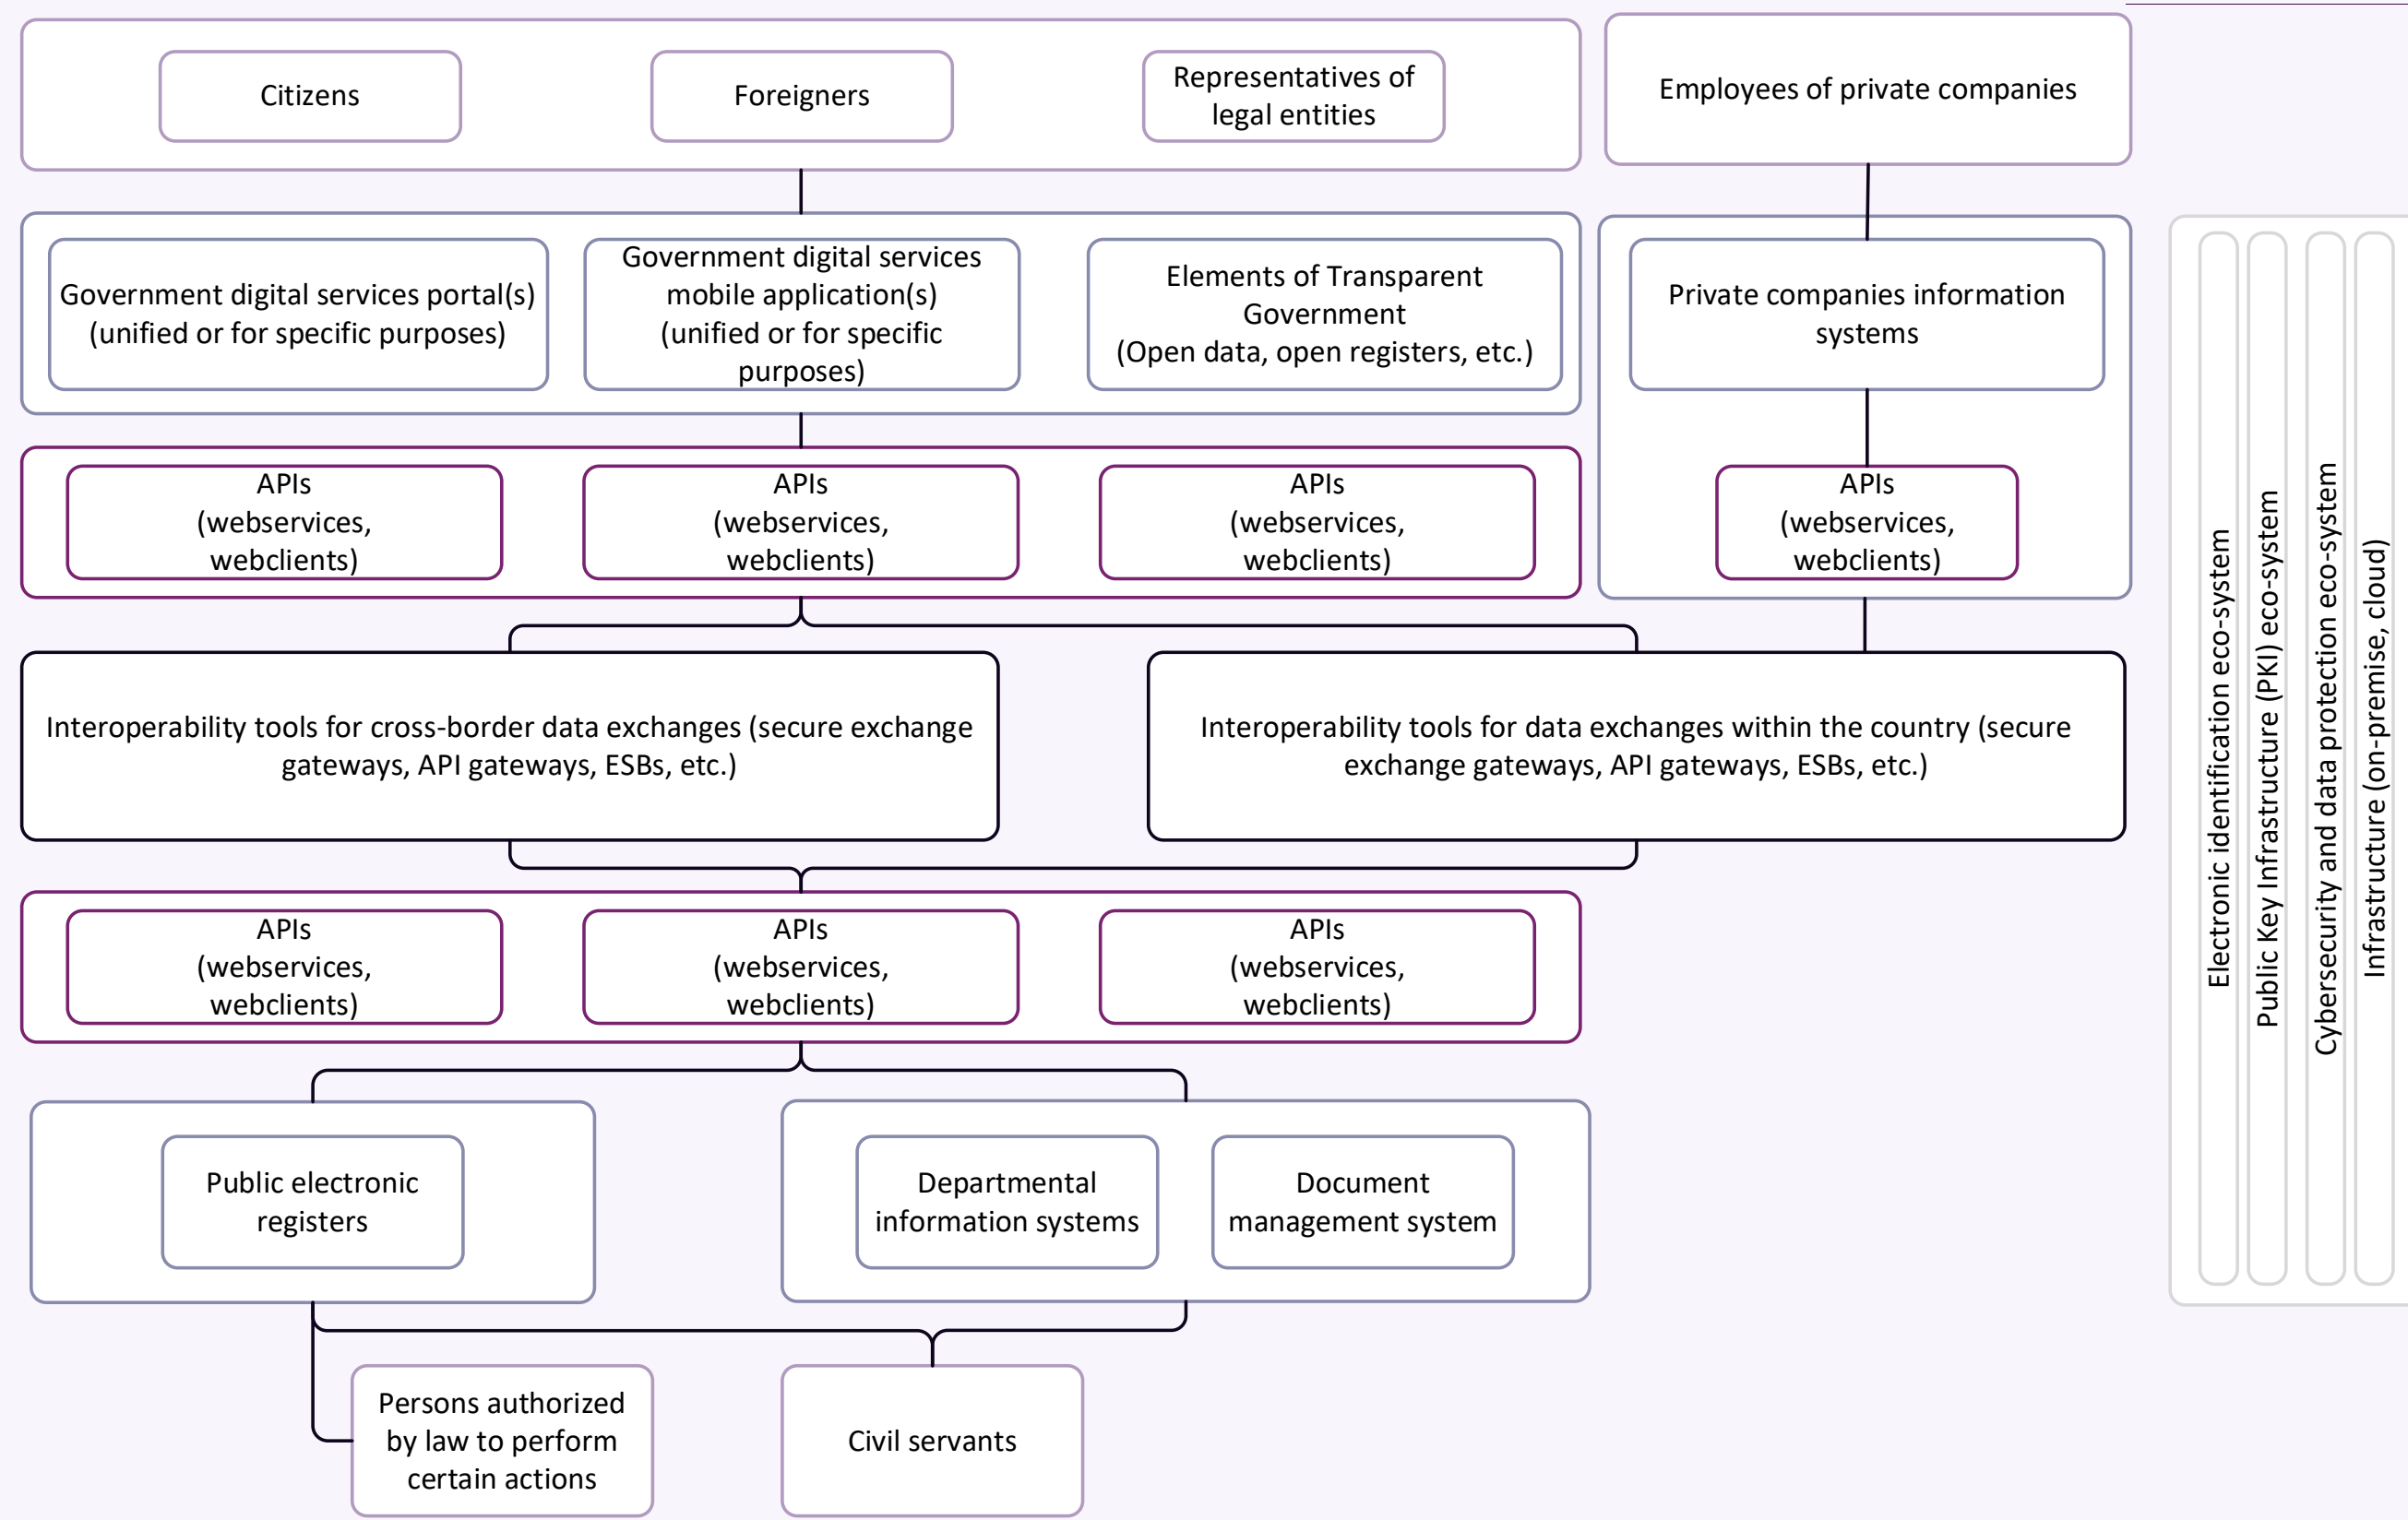 Citizens
Foreigners
Representatives of
legal entities
Employees of private companies
Government digital services portal(s)
(unified or for specific purposes)
Government digital services
mobile application(s)
(unified or for specific
purposes)
Elements of Transparent
Government
(Open data, open registers, etc.)
Private companies information
systems
APIs
(webservices,
webclients)
APIs
(webservices,
webclients)
APIs
(webservices,
webclients)
APIs
(webservices,
webclients)
Interoperability tools for cross-border data exchanges (secure exchange
gateways, API gateways, ESBs, etc.)
Interoperability tools for data exchanges within the country (secure
exchange gateways, API gateways, ESBs, etc.)
APIs
(webservices,
webclients)
APIs
(webservices,
webclients)
APIs
(webservices,
webclients)
Public electronic
registers
Departmental
information systems
Document
management system
Persons authorized
by law to perform
certain actions
Civil servants
Electronic identification eco-system
Public Key Infrastructure (PKI) eco-system
Cybersecurity and data protection eco-system
Infrastructure (on-premise, cloud)